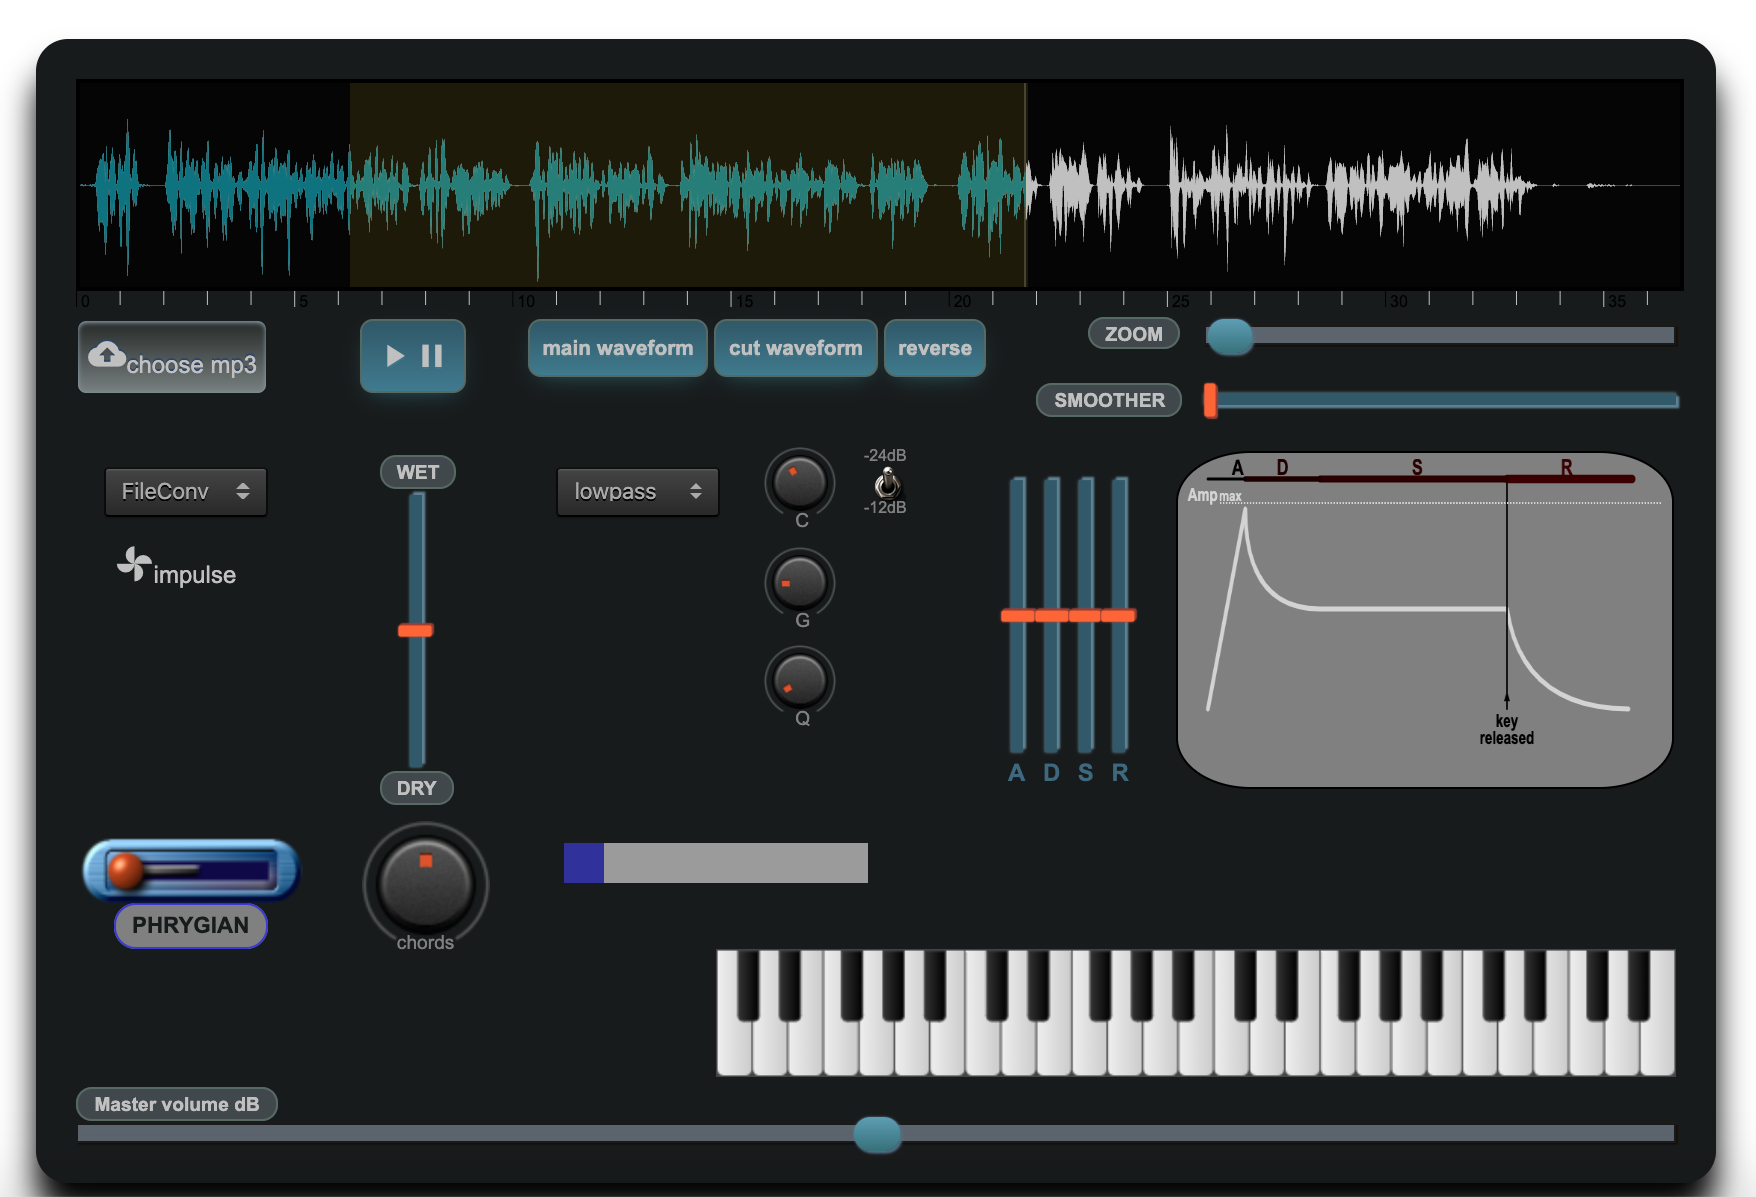 0 5 10 15 20 25 30 35
choose mp3
main waveform
cut waveform
reverse
ZOOM
SMOOTHER
FileConv
impulse
WET
DRY
lowpass
C
G
Q
-24dB
-12dB
A D S R
A D S R
Amp max
key
released
PHRYGIAN
chords
Master volume dB